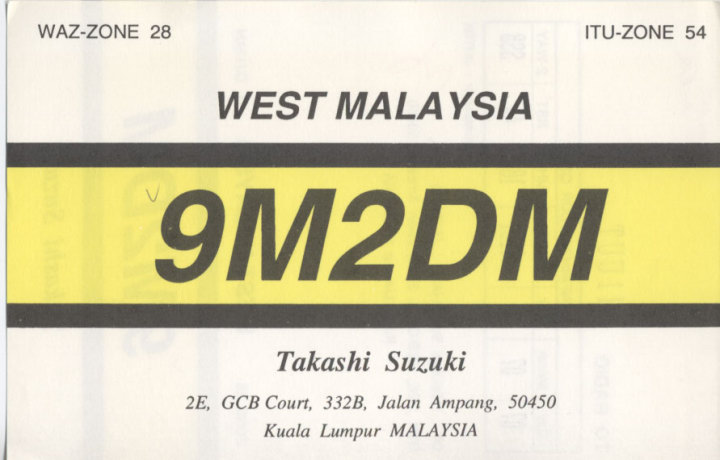 WAZ-ZONE 28
ITU-ZONE 54
WEST MALAYSIA
9M2DM
Takashi Suzuki
2E, GCB Court, 332B, Jalan Ampang, 50450
Kuala Lumpur MALAYSIA